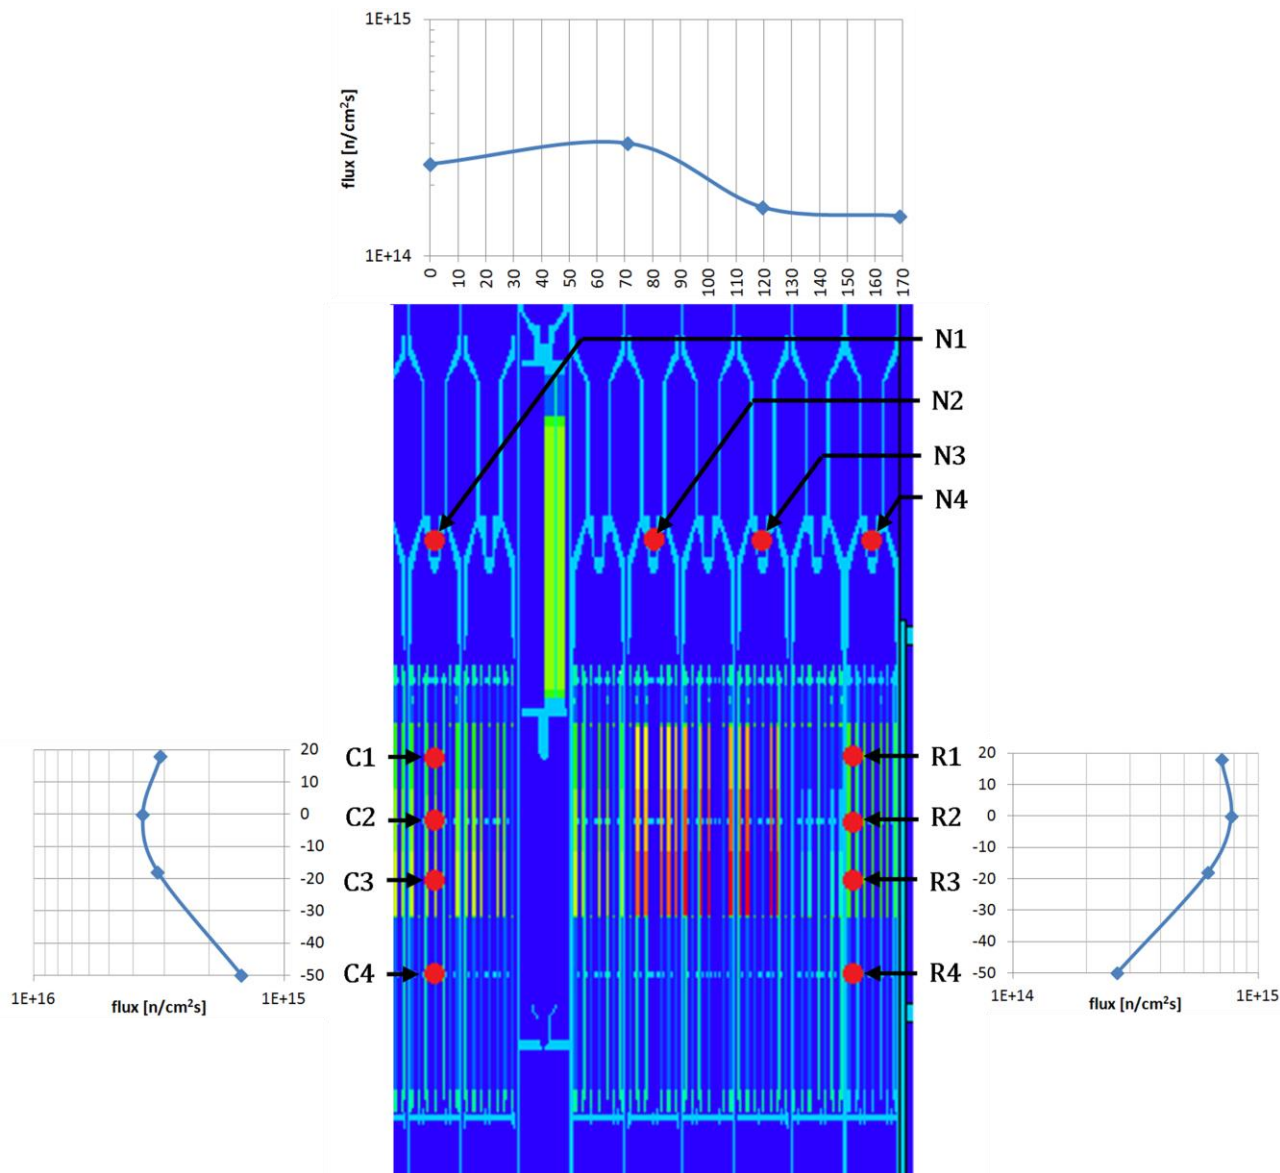 1E+15
flux [n/cm²s]
1E+14
0 10 20 30 40 50 60 70 80 90 100 110 120 130 140 150 160 170
N1
N2
N3
N4
20
10
0
-10
-20
-30
-40
-50
1E+16
1E+15
flux [n/cm²s]
C1
C2
C3
C4
R1
R2
R3
R4
20
10
0
-10
-20
-30
-40
-50
1E+14
1E+15
flux [n/cm²s]